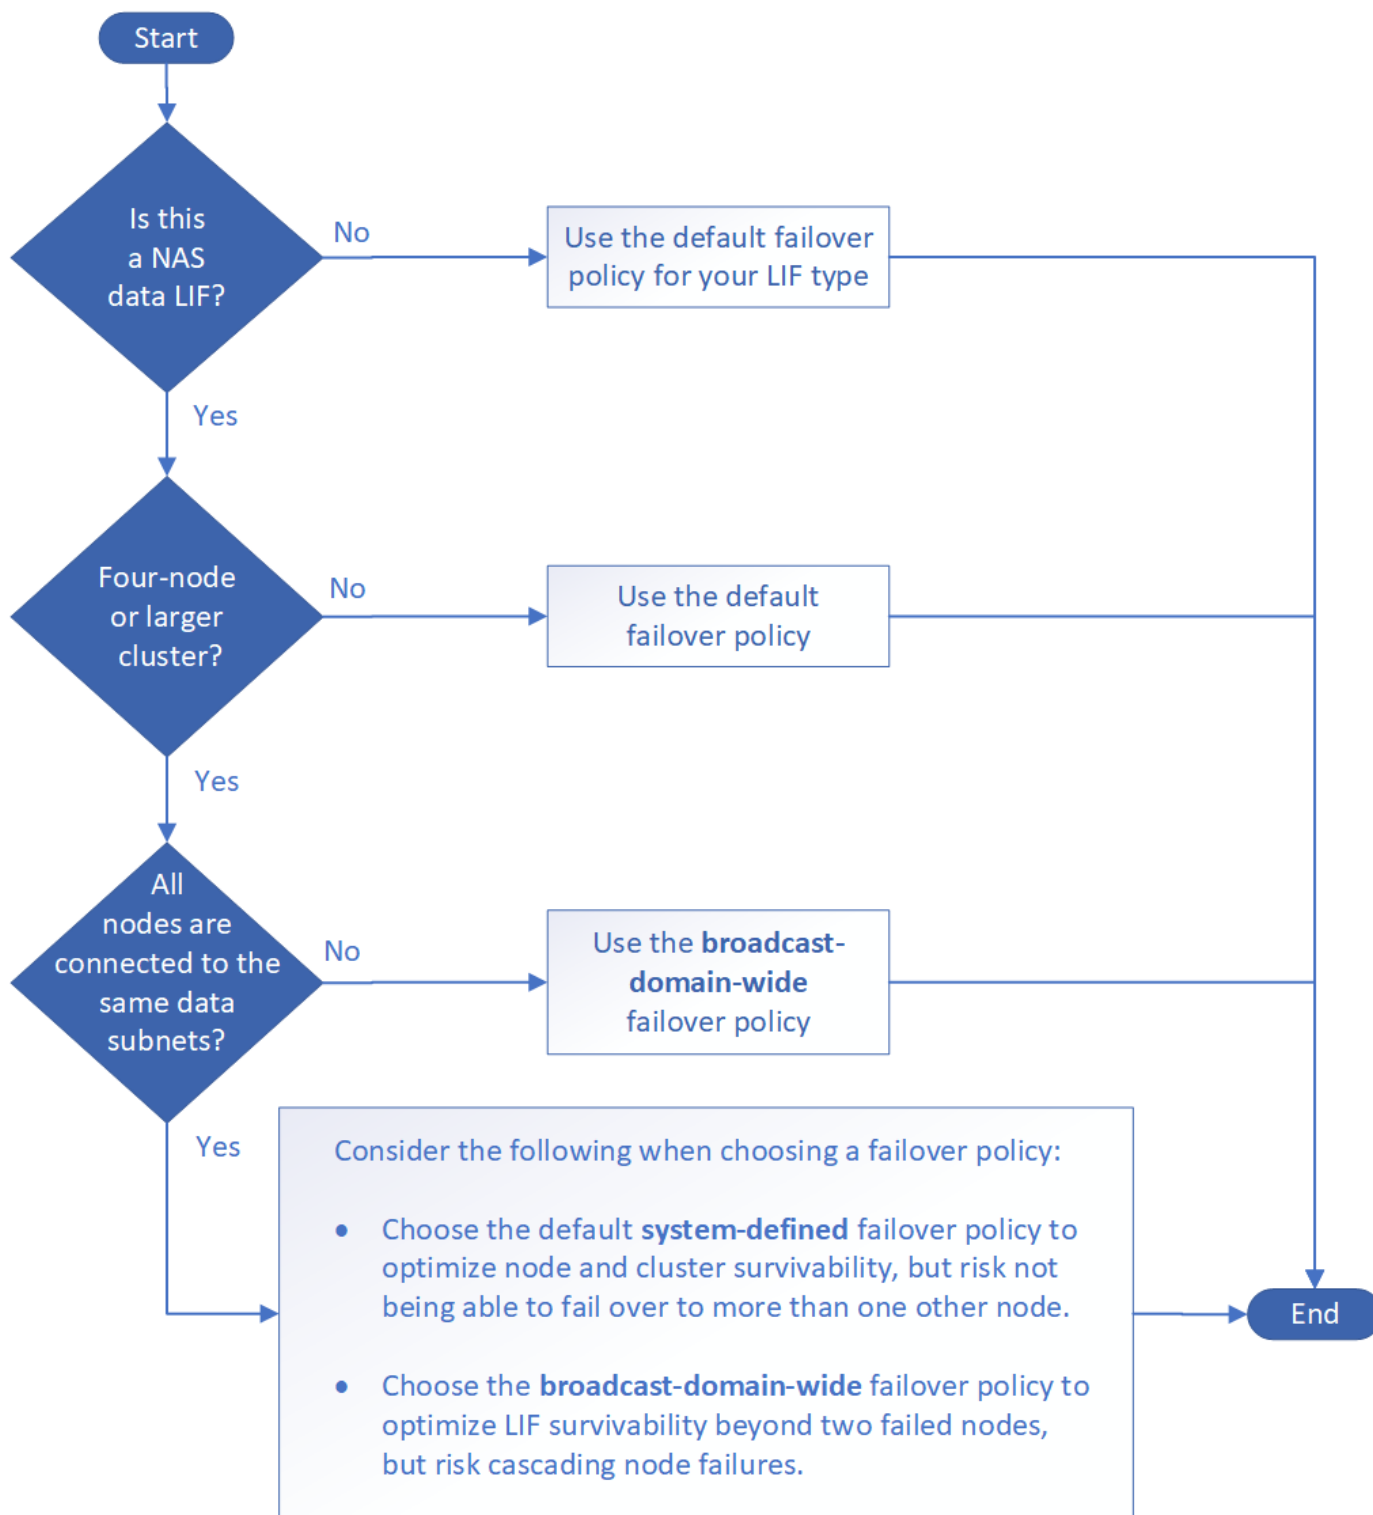 Start
Is this
a NAS
data LIF?
No
Use the default failover
policy for your LIF type
Yes
Four-node
or larger
cluster?
No
Use the default
failover policy
Yes
All
nodes are
connected to the
same data
subnets?
No
Use the broadcast-
domain-wide
failover policy
Yes
Consider the following when choosing a failover policy:
• Choose the default system-defined failover policy to
optimize node and cluster survivability, but risk not
being able to fail over to more than one other node.
• Choose the broadcast-domain-wide failover policy to
optimize LIF survivability beyond two failed nodes,
but risk cascading node failures.
End